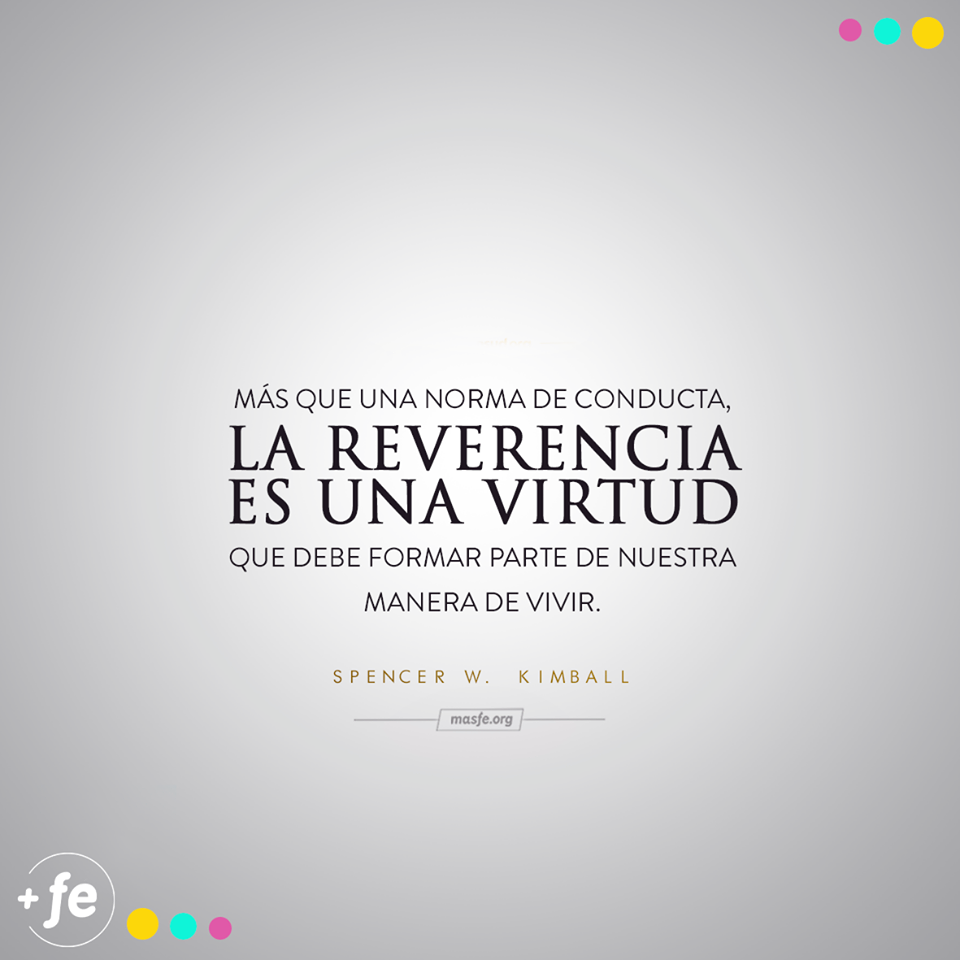 MÁS QUE UNA NORMA DE CONDUCTA,
LA REVERENCIA
ES UNA VIRTUD
QUE DEBE FORMAR PARTE DE NUESTRA
MANERA DE VIVIR.
SPENCER W. KIMBALL
masfe.org
+fe